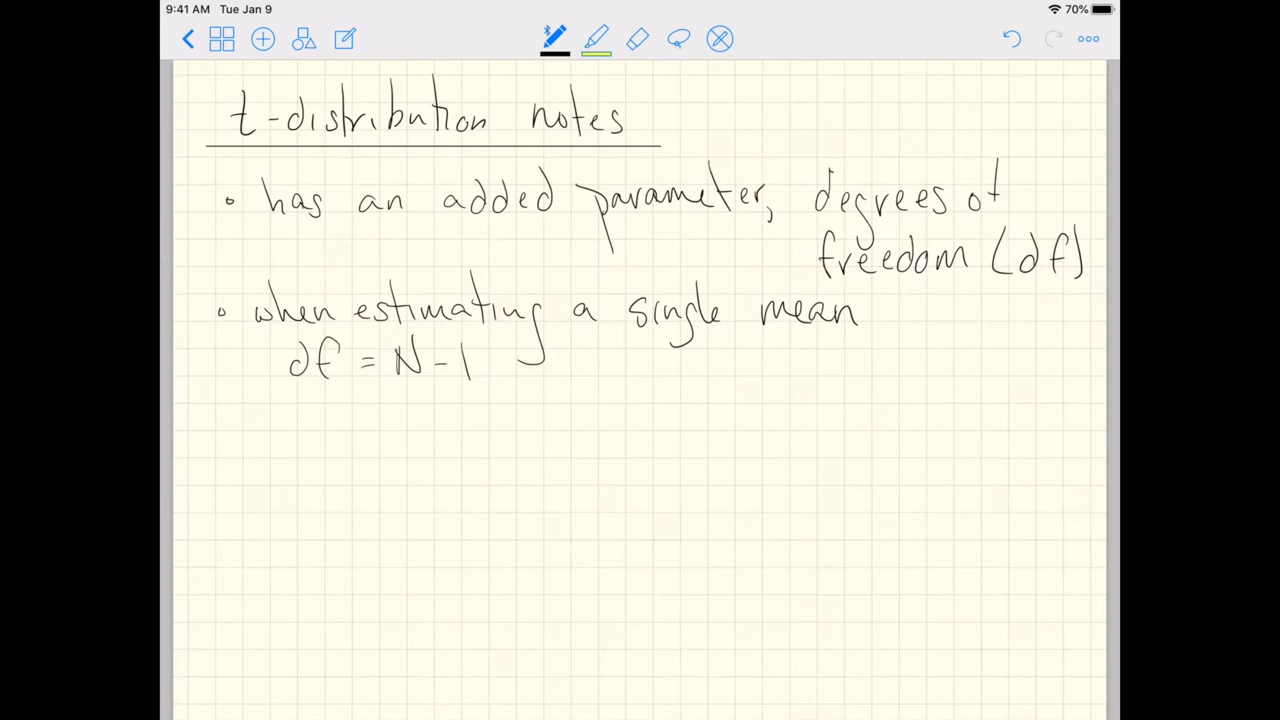 9:41 AM Tue Jan 9
70%
t-distribution notes
• has an added parameter, degrees of
freedom (df)
• when estimating a single mean
df = N - 1